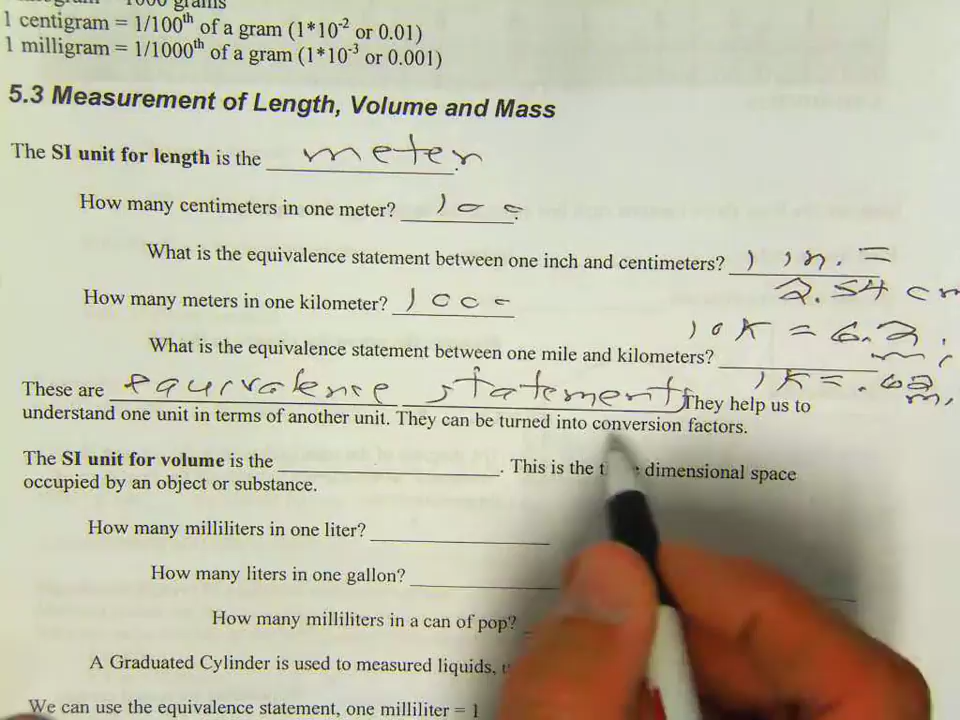 1000 grams
1 centigram = 1/100th of a gram (1*10-2 or 0.01)
1 milligram = 1/1000th of a gram (1*10-3 or 0.001)
5.3 Measurement of Length, Volume and Mass
The SI unit for length is the meter.
How many centimeters in one meter? 100.
What is the equivalence statement between one inch and centimeters? 1 in. =
2.54 cm
How many meters in one kilometer? 1000
10K = 6.2
mi
What is the equivalence statement between one mile and kilometers?
1K = .62
These are equivalence statements They help us to
understand one unit in terms of another unit. They can be turned into conversion factors.
The SI unit for volume is the ____. This is the dimensional space
occupied by an object or substance.
How many milliliters in one liter?
How many liters in one gallon?
How many milliliters in a can of pop?
A Graduated Cylinder is used to measured liquids,
We can use the equivalence statement, one milliliter = 1